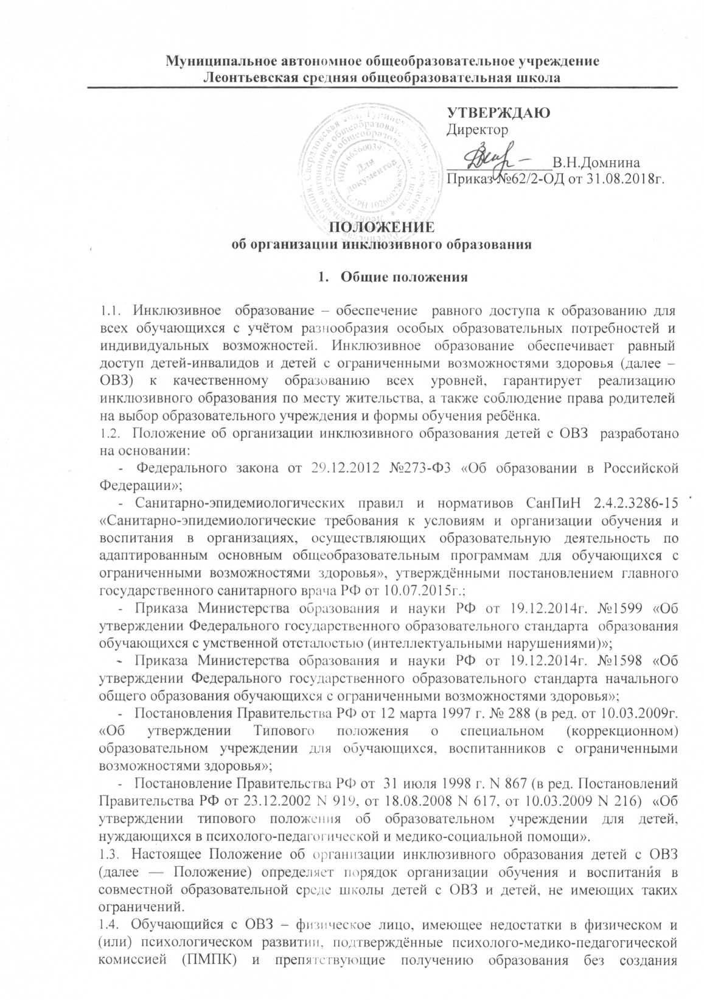 Муниципальное автономное общеобразовательное учреждение
Леонтьевская средняя общеобразовательная школа
УТВЕРЖДАЮ
Директор
В.Н.Домнина
Приказ №62/2-ОД от 31.08.2018г.
Для
документов
ПОЛОЖЕНИЕ
об организации инклюзивного образования
1. Общие положения
1.1. Инклюзивное образование – обеспечение равного доступа к образованию для
всех обучающихся с учётом разнообразия особых образовательных потребностей и
индивидуальных возможностей. Инклюзивное образование обеспечивает равный
доступ детей-инвалидов и детей с ограниченными возможностями здоровья (далее –
ОВЗ) к качественному образованию всех уровней, гарантирует реализацию
инклюзивного образования по месту жительства, а также соблюдение права родителей
на выбор образовательного учреждения и формы обучения ребёнка.
1.2. Положение об организации инклюзивного образования детей с ОВЗ разработано
на основании:
- Федерального закона от 29.12.2012 №273-ФЗ «Об образовании в Российской
Федерации»;
- Санитарно-эпидемиологических правил и нормативов СанПиН 2.4.2.3286-15
«Санитарно-эпидемиологические требования к условиям и организации обучения и
воспитания в организациях, осуществляющих образовательную деятельность по
адаптированным основным общеобразовательным программам для обучающихся с
ограниченными возможностями здоровья», утверждёнными постановлением главного
государственного санитарного врача РФ от 10.07.2015г.;
- Приказа Министерства образования и науки РФ от 19.12.2014г. №1599 «Об
утверждении Федерального государственного образовательного стандарта образования
обучающихся с умственной отсталостью (интеллектуальными нарушениями)»;
- Приказа Министерства образования и науки РФ от 19.12.2014г. №1598 «Об
утверждении Федерального государственного образовательного стандарта начального
общего образования обучающихся с ограниченными возможностями здоровья»;
- Постановления Правительства РФ от 12 марта 1997 г. № 288 (в ред. от 10.03.2009г.
«Об утверждении Типового положения о специальном (коррекционном)
образовательном учреждении для обучающихся, воспитанников с ограниченными
возможностями здоровья»;
- Постановление Правительства РФ от 31 июля 1998 г. N 867 (в ред. Постановлений
Правительства РФ от 23.12.2002 N 919, от 18.08.2008 N 617, от 10.03.2009 N 216) «Об
утверждении типового положения об образовательном учреждении для детей,
нуждающихся в психолого-педагогической и медико-социальной помощи».
1.3. Настоящее Положение об организации инклюзивного образования детей с ОВЗ
(далее — Положение) определяет порядок организации обучения и воспитания в
совместной образовательной среде школы детей с ОВЗ и детей, не имеющих таких
ограничений.
1.4. Обучающийся с ОВЗ – физическое лицо, имеющее недостатки в физическом и
(или) психологическом развитии, подтверждённые психолого-медико-педагогической
комиссией (ПМПК) и препятствующие получению образования без создания